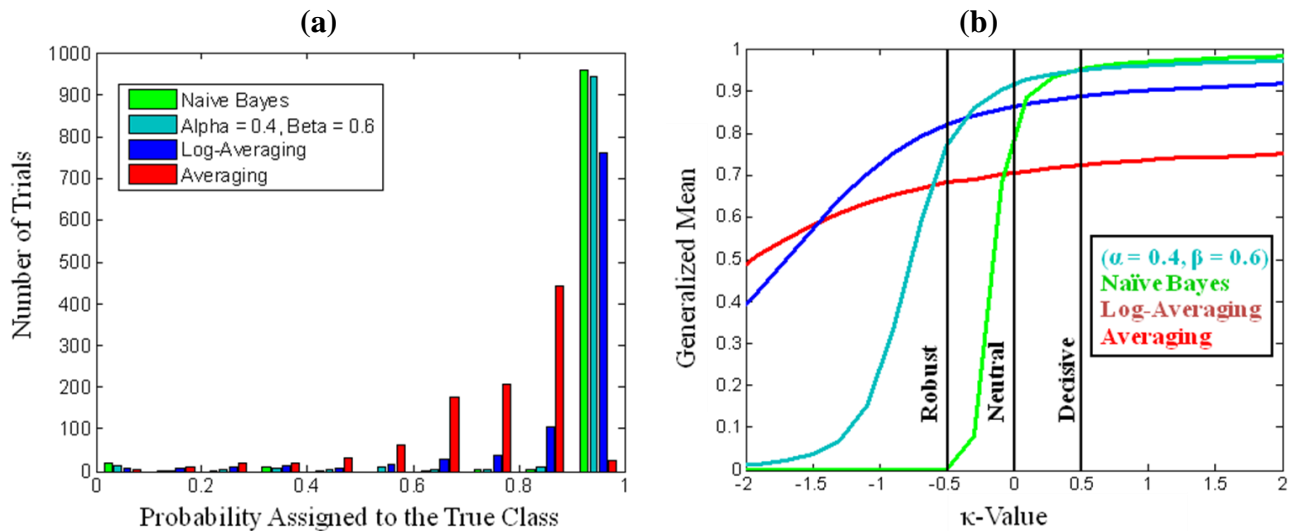 (a)
1000
900
800
700
600
500
400
300
200
100
0
Number of Trials
Naive Bayes
Alpha = 0.4, Beta = 0.6
Log-Averaging
Averaging
0
0.2
0.4
0.6
0.8
1
Probability Assigned to the True Class
(b)
1
0.9
0.8
0.7
0.6
0.5
0.4
0.3
0.2
0.1
0
Generalized Mean
Robust
Neutral
Decisive
(α = 0.4, β = 0.6)
Naïve Bayes
Log-Averaging
Averaging
-2
-1.5
-1
-0.5
0
0.5
1
1.5
2
κ-Value